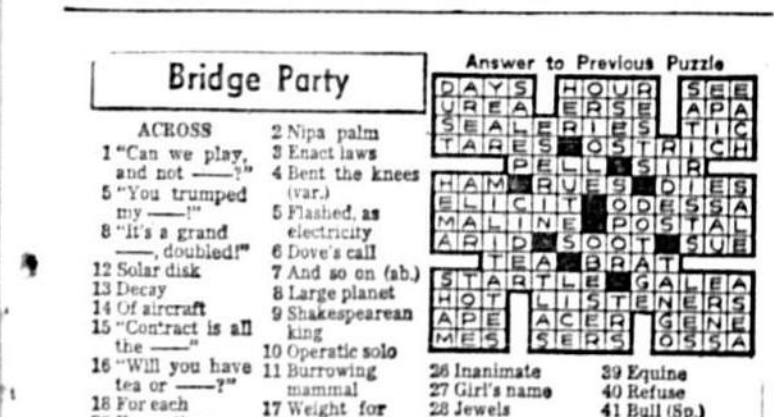 Bridge Party
ACROSS
1 "Can we play,
and not ——?"
5 "You trumped
my ——!"
8 "It's a grand
——, doubled!"
12 Solar disk
13 Decay
14 Of aircraft
15 "Contract is all
the ——"
16 "Will you have
tea or ——?"
18 For each
2 Nipa palm
3 Enact laws
4 Bent the knees
(var.)
5 Flashed, as
electricity
6 Dove's call
7 And so on (ab.)
8 Large planet
9 Shakespearean
king
10 Operatic solo
11 Burrowing
mammal
17 Weight for
Answer to Previous Puzzle
DAYS HOUR SEE
UREA ERSE APA
SEALERIES TIC
TARES OSTRICH
PELL SIR
HAM RUES DIES
ELICIT ODESSA
MALINE POSTAL
ARID SOOT SUE
TEA BRAT
STARTLE GALEA
HOT LISTENERS
APE ACER GENE
MES SERS OSSA
26 Inanimate
27 Girl's name
28 Jewels
39 Equine
40 Refuse
41 Bull (Sp.)